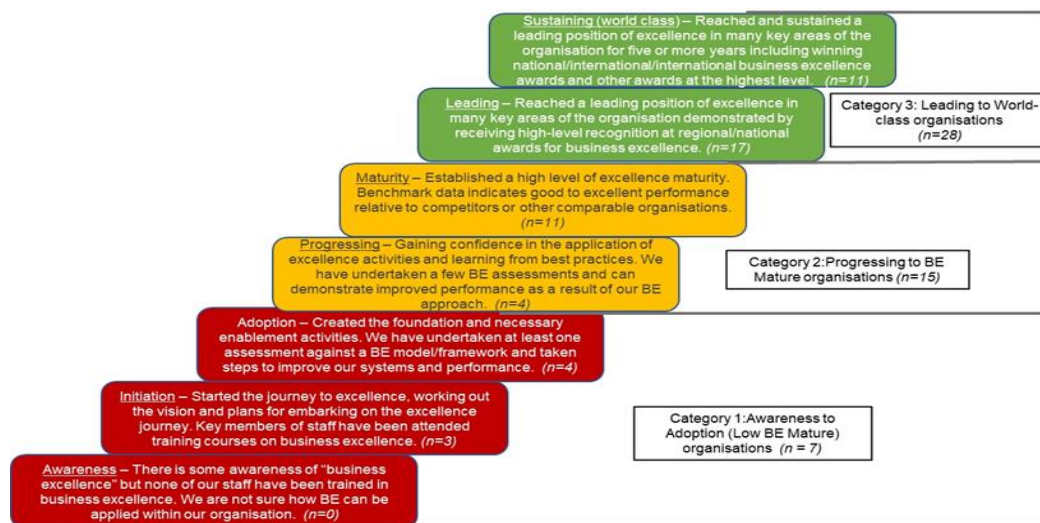 Sustaining (world class) – Reached and sustained a
leading position of excellence in many key areas of the
organisation for five or more years including winning
national/international/international business excellence
awards and other awards at the highest level. (n=11)
Leading – Reached a leading position of excellence in
many key areas of the organisation demonstrated by
receiving high-level recognition at regional/national
awards for business excellence. (n=17)
Category 3: Leading to World-
class organisations
(n=28)
Maturity – Established a high level of excellence maturity.
Benchmark data indicates good to excellent performance
relative to competitors or other comparable organisations.
(n=11)
Progressing – Gaining confidence in the application of
excellence activities and learning from best practices. We
have undertaken a few BE assessments and can
demonstrate improved performance as a result of our BE
approach. (n=4)
Category 2:Progressing to BE
Mature organisations (n=15)
Adoption – Created the foundation and necessary
enablement activities. We have undertaken at least one
assessment against a BE model/framework and taken
steps to improve our systems and performance. (n=4)
Initiation – Started the journey to excellence, working out
the vision and plans for embarking on the excellence
journey. Key members of staff have been attended
training courses on business excellence. (n=3)
Category 1:Awareness to
Adoption (Low BE Mature)
organisations (n = 7)
Awareness – There is some awareness of "business
excellence" but none of our staff have been trained in
business excellence. We are not sure how BE can be
applied within our organisation. (n=0)